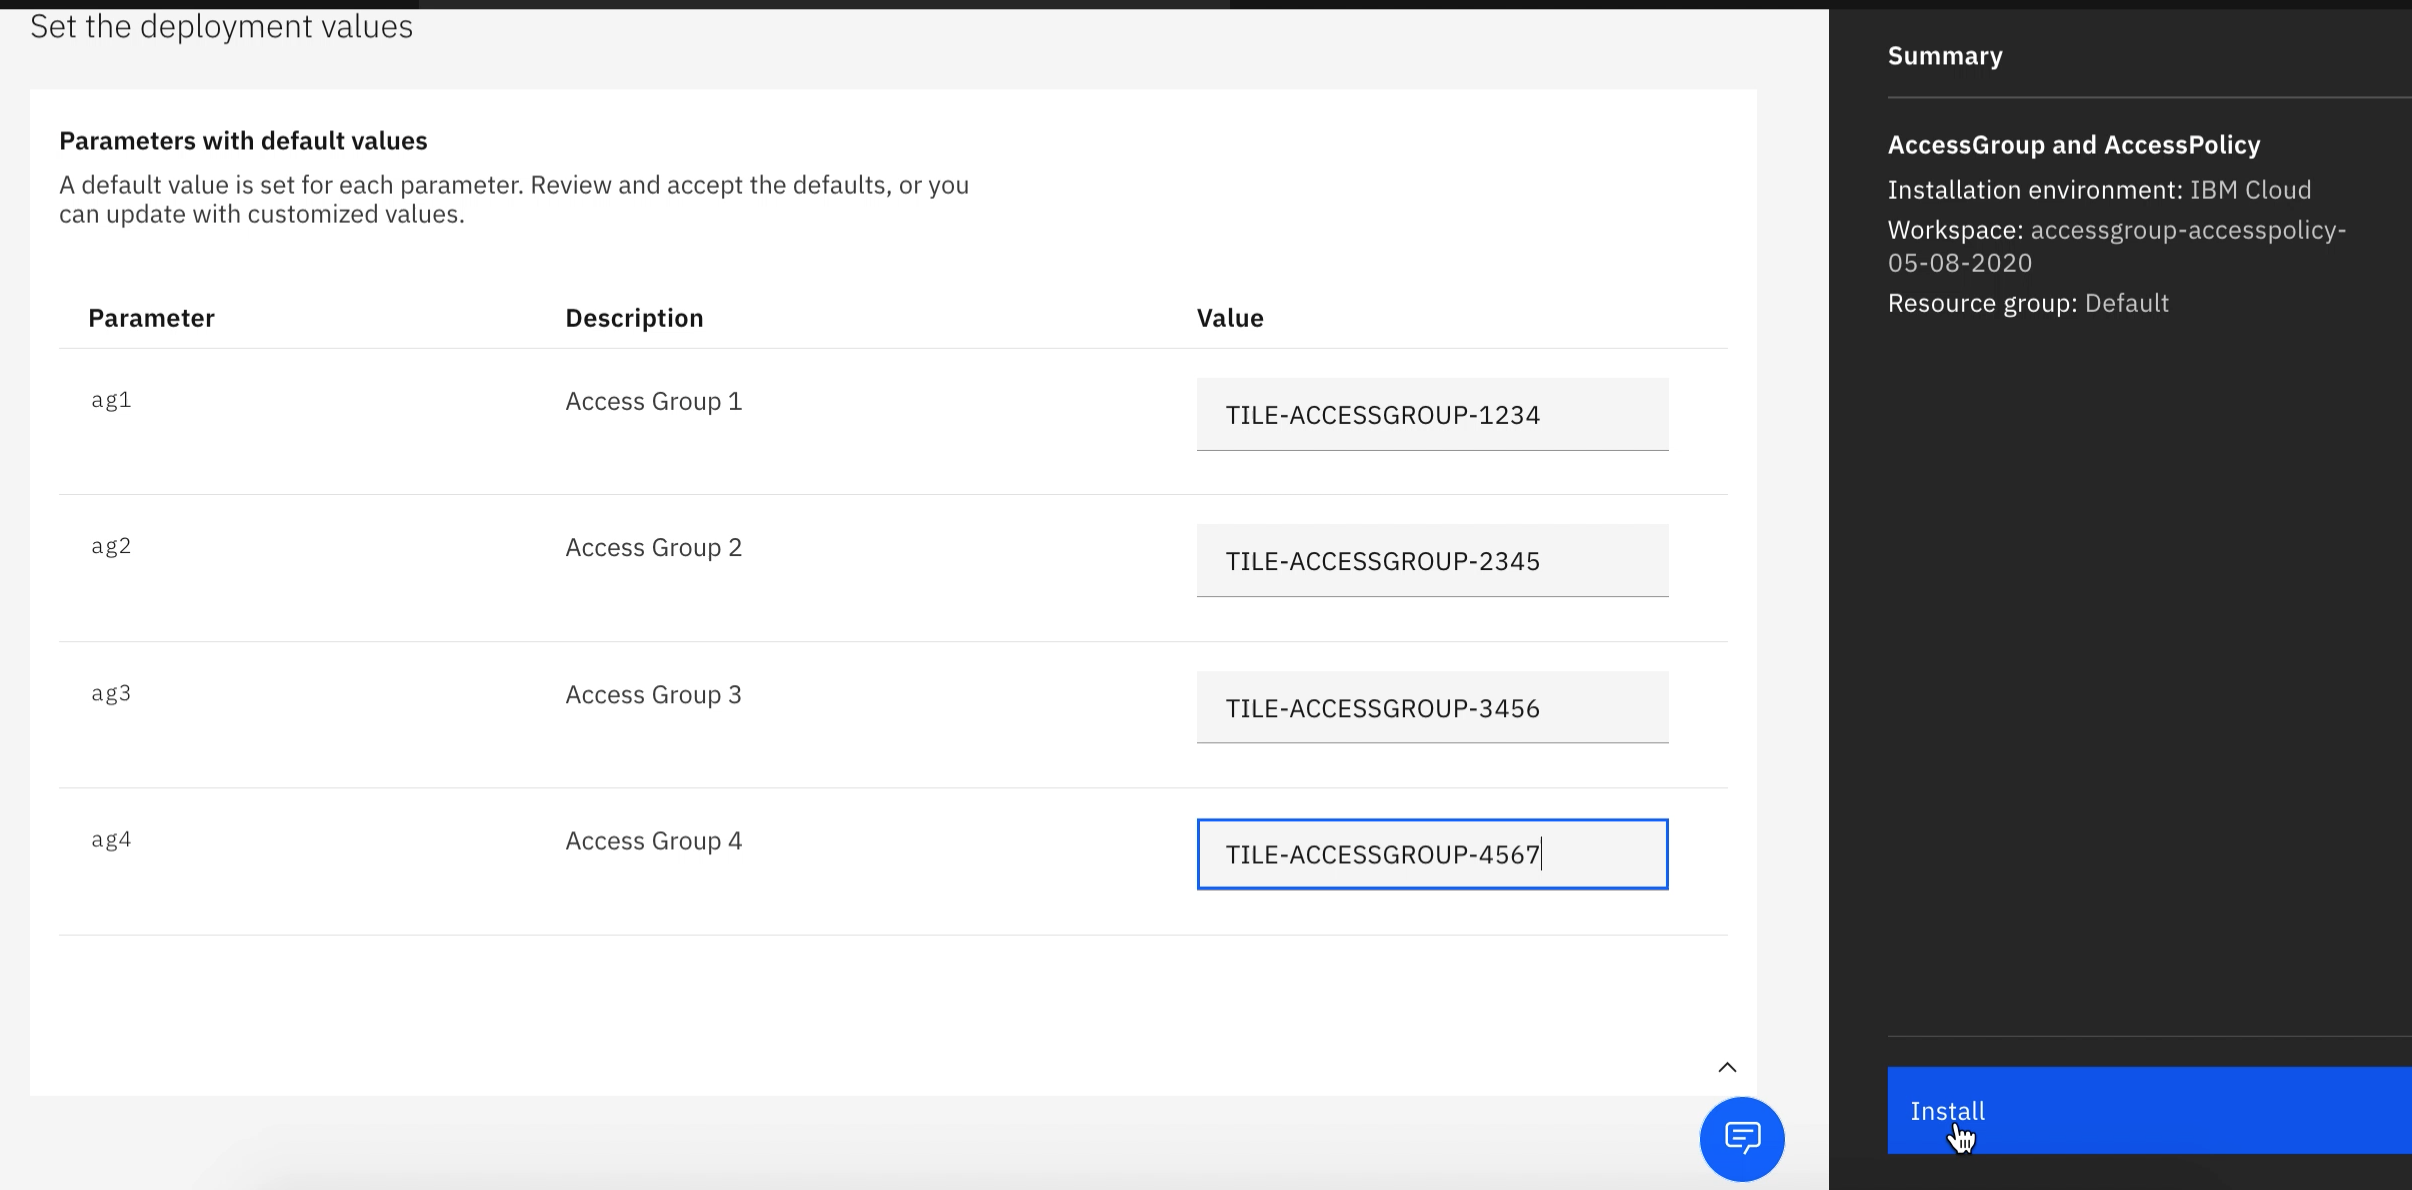 Set the deployment values
Parameters with default values
A default value is set for each parameter. Review and accept the defaults, or you
can update with customized values.
Parameter Description Value
ag1 Access Group 1 TILE-ACCESSGROUP-1234
ag2 Access Group 2 TILE-ACCESSGROUP-2345
ag3 Access Group 3 TILE-ACCESSGROUP-3456
ag4 Access Group 4 TILE-ACCESSGROUP-4567
Summary
AccessGroup and AccessPolicy
Installation environment: IBM Cloud
Workspace: accessgroup-accesspolicy-
05-08-2020
Resource group: Default
Install